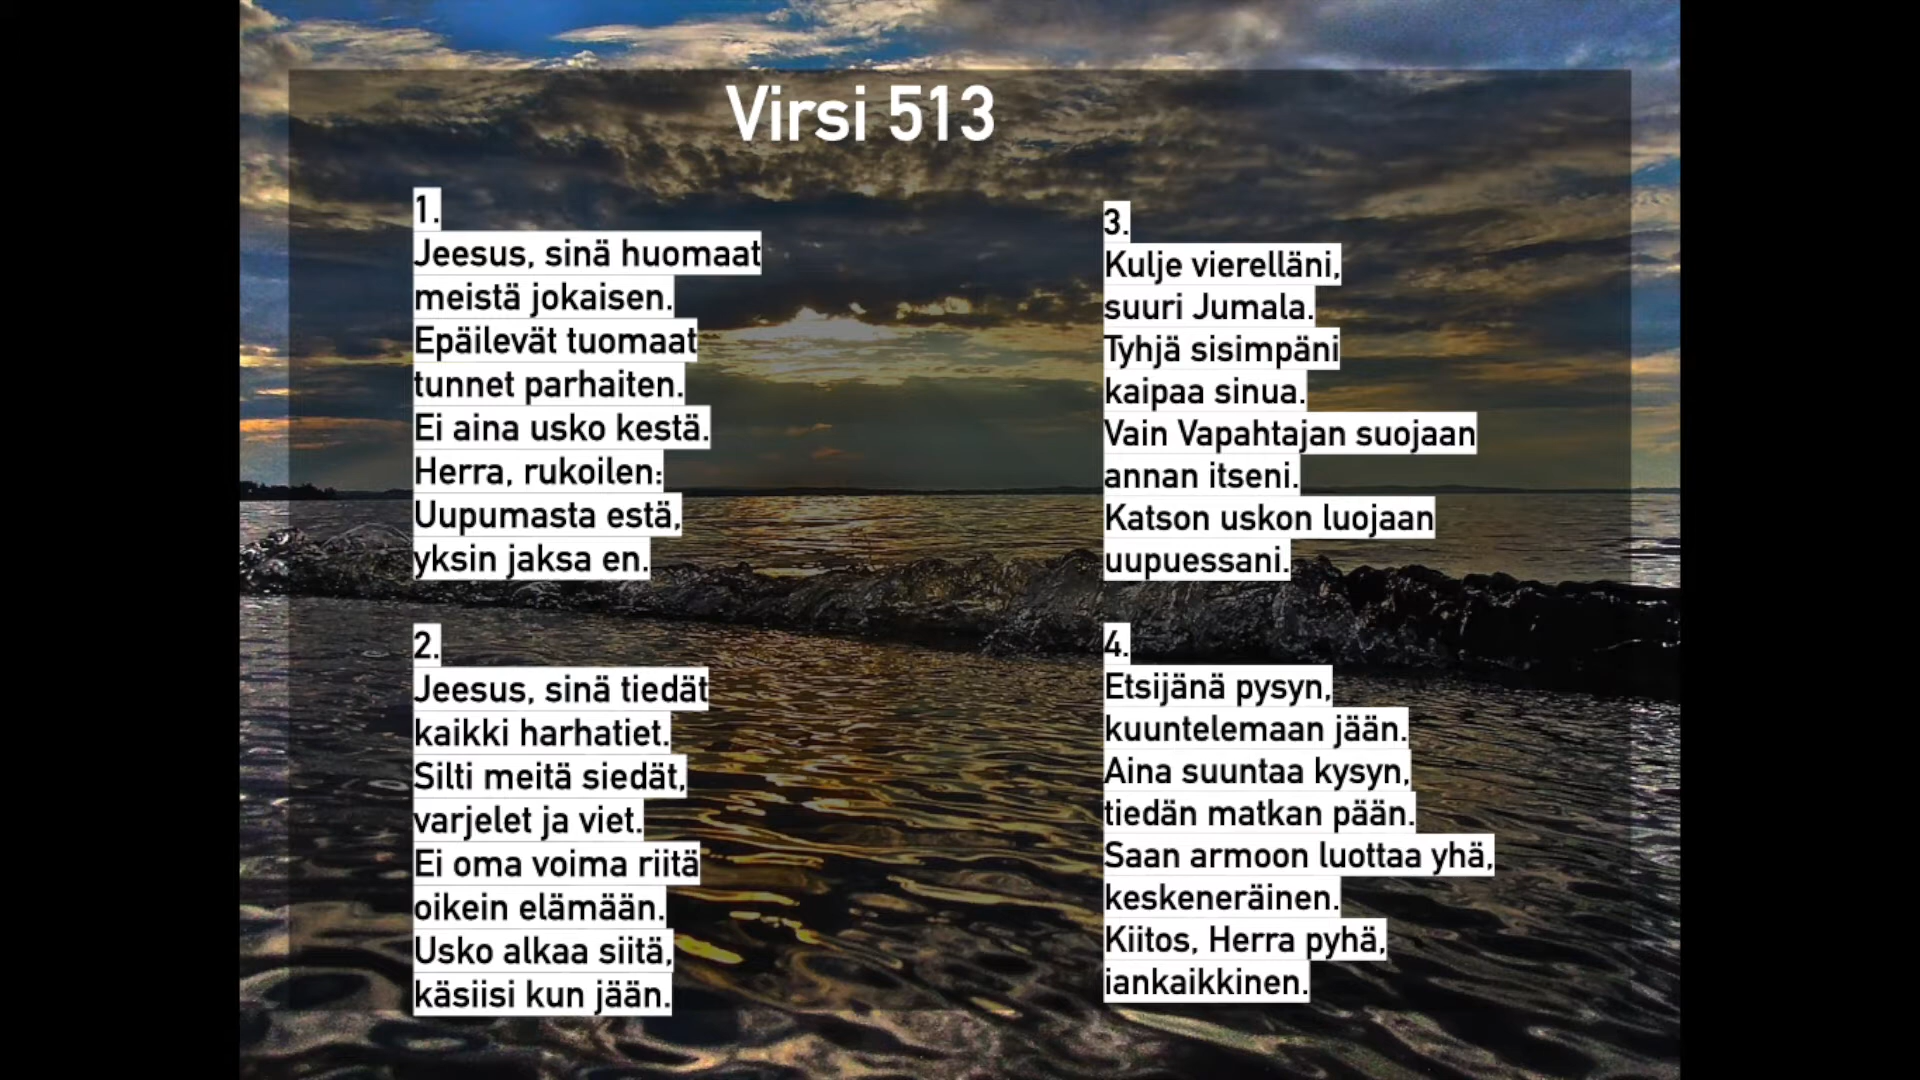 Virsi 513
1.
Jeesus, sinä huomaat
meistä jokaisen.
Epäilevät tuomaat
tunnet parhaiten.
Ei aina usko kestä.
Herra, rukoilen:
Uupumasta estä,
yksin jaksa en.
2.
Jeesus, sinä tiedät
kaikki harhatiet.
Silti meitä siedät,
varjelet ja viet.
Ei oma voima riitä
oikein elämään.
Usko alkaa siitä,
käsiisi kun jään.
3.
Kulje vierelläni,
suuri Jumala.
Tyhjä sisimpäni
kaipaa sinua.
Vain Vapahtajan suojaan
annan itseni.
Katson uskon luojaan
uupuessani.
4.
Etsijänä pysyn,
kuuntelemaan jään.
Aina suuntaa kysyn,
tiedän matkan pään.
Saan armoon luottaa yhä,
keskeneräinen.
Kiitos, Herra pyhä,
iankaikkinen.